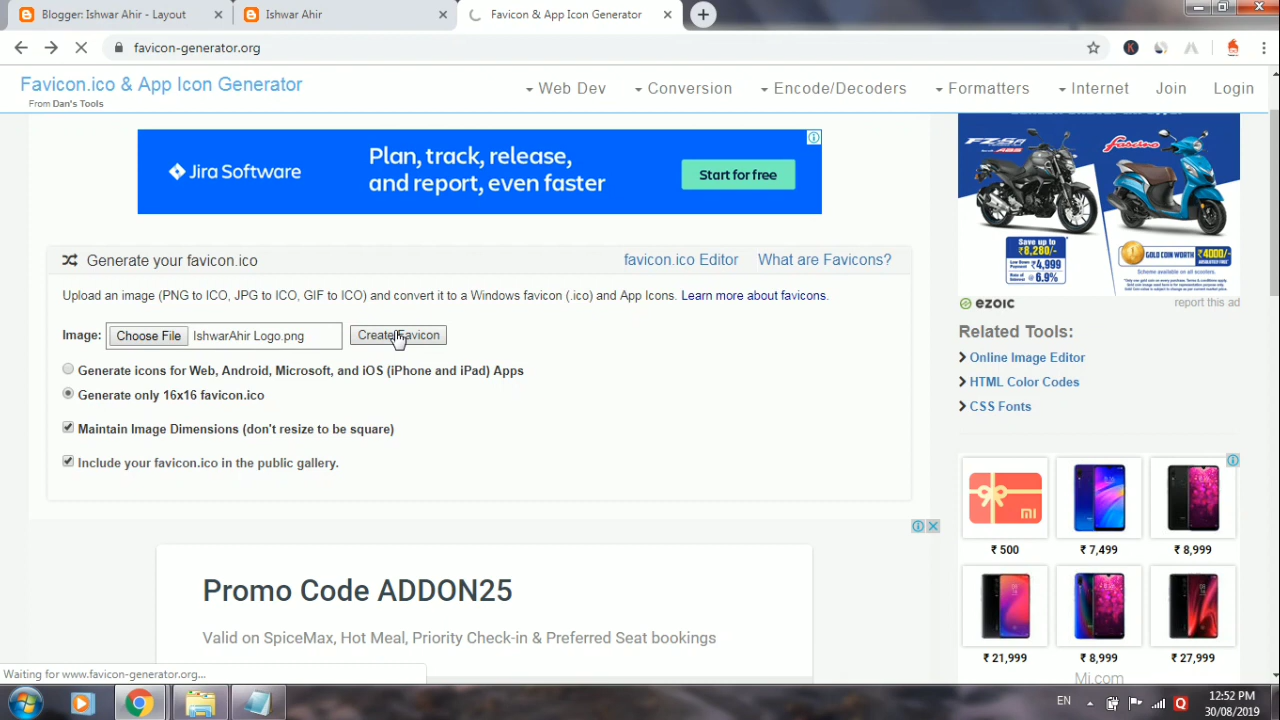 Blogger: Ishwar Ahir - Layout
Ishwar Ahir
Favicon & App Icon Generator
favicon-generator.org
Favicon.ico & App Icon Generator
From Dan's Tools
Web Dev
Conversion
Encode/Decoders
Formatters
Internet
Join
Login
Jira Software
Plan, track, release,
and report, even faster
Start for free
Fascino
Save up to
₹ 8,280/-
₹ 4,999
6.9%
GOLD COIN WORTH ₹4000/-
ezoic
report this ad
Generate your favicon.ico
favicon.ico Editor
What are Favicons?
Upload an image (PNG to ICO, JPG to ICO, GIF to ICO) and convert into Windows favicon (.ico) and App Icons. Learn more about favicons.
Image:
Choose File
IshwarAhir Logo.png
Create Favicon
Generate icons for Web, Android, Microsoft, and iOS (iPhone and iPad) Apps
Generate only 16x16 favicon.ico
Maintain Image Dimensions (don't resize to be square)
Include your favicon.ico in the public gallery.
Related Tools:
Online Image Editor
HTML Color Codes
CSS Fonts
Promo Code ADDON25
Valid on SpiceMax, Hot Meal, Priority Check-in & Preferred Seat bookings
₹ 500
₹ 7,499
₹ 8,999
₹ 21,999
₹ 8,999
₹ 27,999
Mi.com
Waiting for www.favicon-generator.org...
EN
12:52 PM
30/08/2019